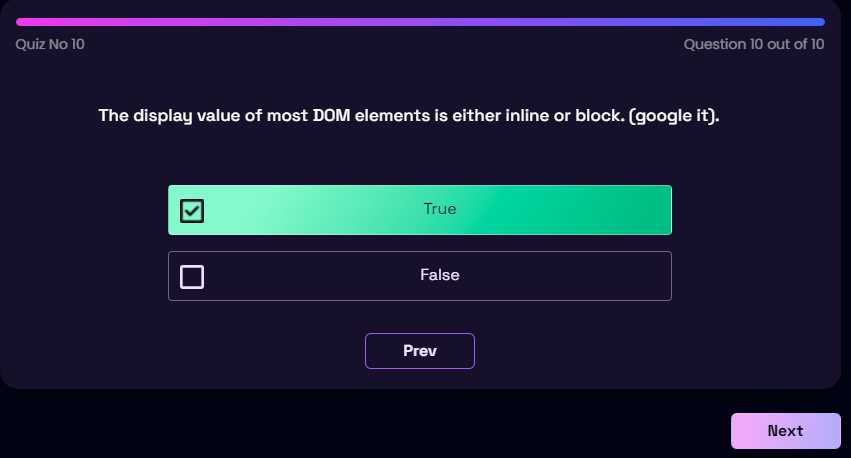 Quiz No 10
Question 10 out of 10
The display value of most DOM elements is either inline or block. (google it).
True
False
Prev
Next